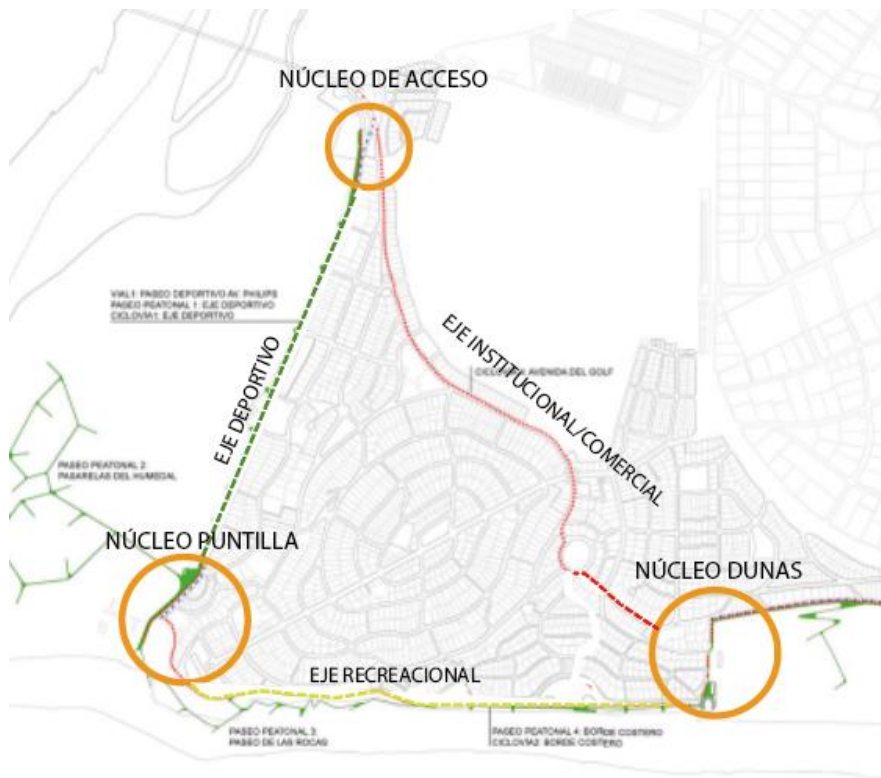 NÚCLEO DE ACCESO
VIAL1: PASEO DEPORTIVO AV. PHILIPS
PASEO PEATONAL 1: EJE DEPORTIVO
CICLOVÍA1: EJE DEPORTIVO
EJE DEPORTIVO
EJE INSTITUCIONAL/COMERCIAL
AVENIDA DEL GOLF
PASEO PEATONAL 2:
PASARELAS DEL HUMEDAL
NÚCLEO PUNTILLA
NÚCLEO DUNAS
EJE RECREACIONAL
PASEO PEATONAL 3:
PASEO DE LAS ROCAS
PASEO PEATONAL 4: BORDE COSTERO
CICLOVIA2: BORDE COSTERO